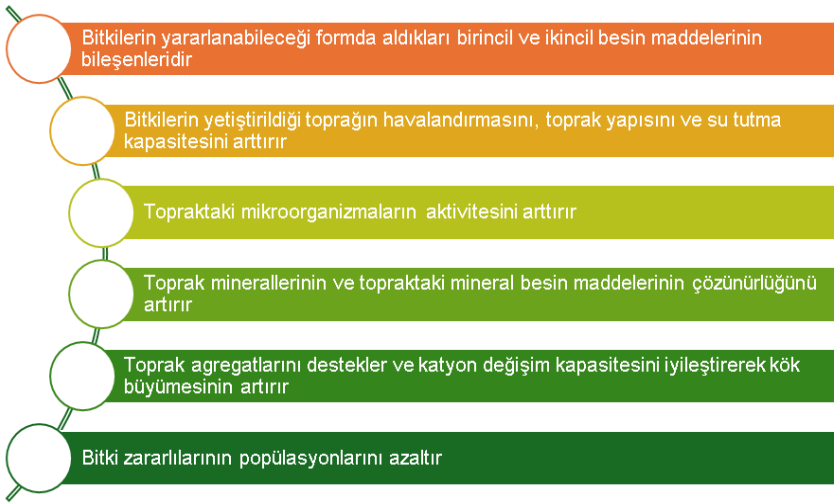 Bitkilerin yararlanabileceği formda aldıkları birincil ve ikincil besin maddelerinin
bileşenleridir
Bitkilerin yetiştirildiği toprağın havalandırmasını, toprak yapısını ve su tutma
kapasitesini arttırır
Topraktaki mikroorganizmaların aktivitesini arttırır
Toprak minerallerinin ve topraktaki mineral besin maddelerinin çözünürlüğünü
artırır
Toprak agregatlarını destekler ve katyon değişim kapasitesini iyileştirerek kök
büyümesinin artırır
Bitki zararlılarının popülasyonlarını azaltır